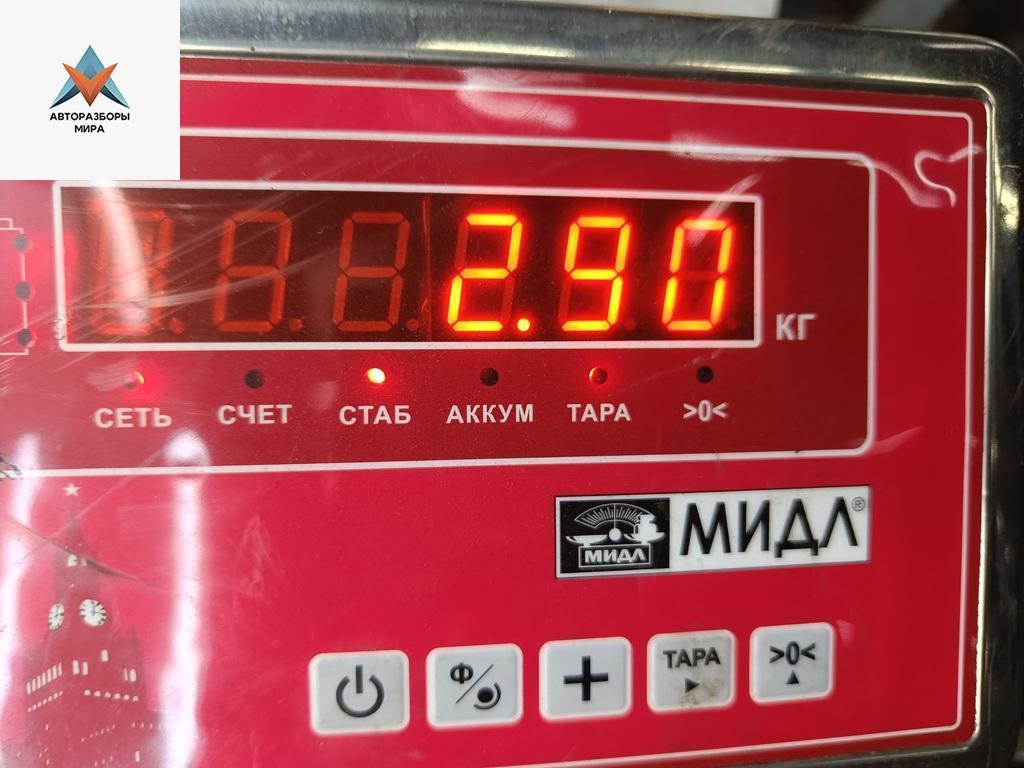 АВТОРАЗБОРЫ
МИРА
2.90
КГ
СЕТЬ СЧЕТ СТАБ АККУМ ТАРА >0<
МИДЛ МИДЛ®
Ф ТАРА >0<